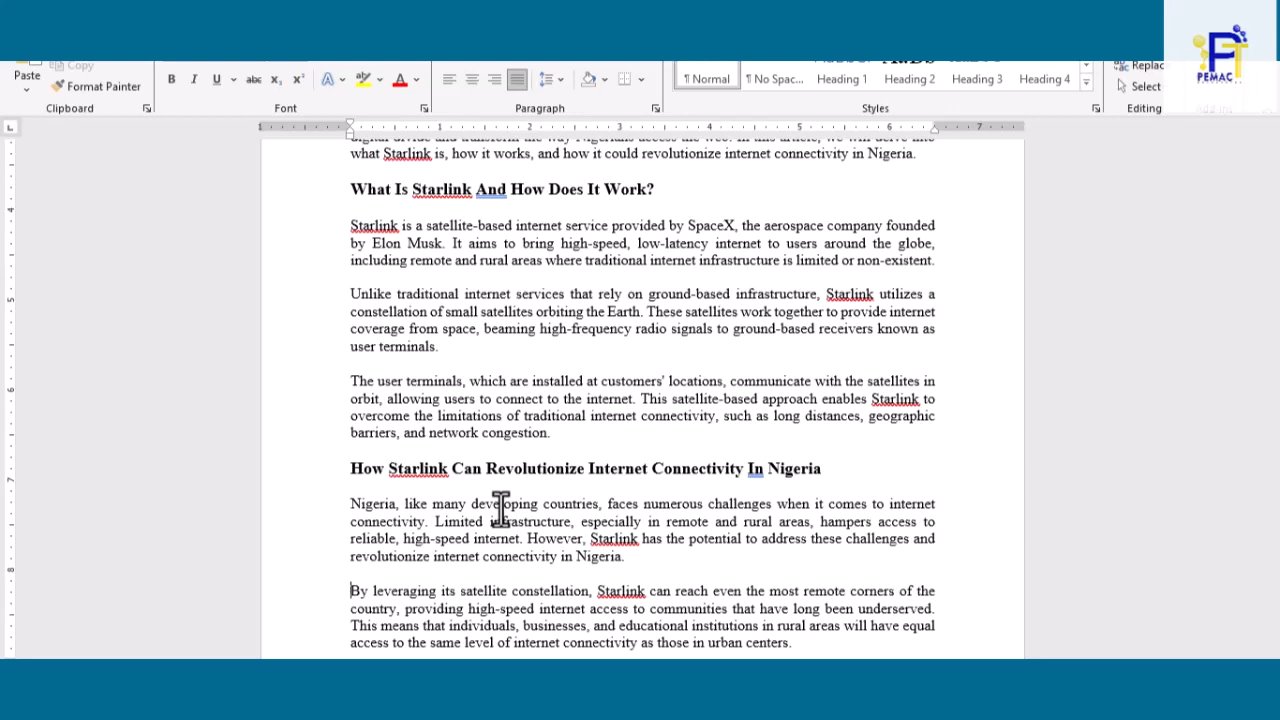 Copy
Paste
Format Painter
B I U abc x₂ x² A A
¶ Normal
¶ No Spac...
Heading 1
Heading 2
Heading 3
Heading 4
Replac
Select
PEMAC...
Clipboard
Font
Paragraph
Styles
Editing
1 1 2 3 4 5 6 7
what Starlink is, how it works, and how it could revolutionize internet connectivity in Nigeria.
What Is Starlink And How Does It Work?
Starlink is a satellite-based internet service provided by SpaceX, the aerospace company founded
by Elon Musk. It aims to bring high-speed, low-latency internet to users around the globe,
including remote and rural areas where traditional internet infrastructure is limited or non-existent.
Unlike traditional internet services that rely on ground-based infrastructure, Starlink utilizes a
constellation of small satellites orbiting the Earth. These satellites work together to provide internet
coverage from space, beaming high-frequency radio signals to ground-based receivers known as
user terminals.
The user terminals, which are installed at customers' locations, communicate with the satellites in
orbit, allowing users to connect to the internet. This satellite-based approach enables Starlink to
overcome the limitations of traditional internet connectivity, such as long distances, geographic
barriers, and network congestion.
How Starlink Can Revolutionize Internet Connectivity In Nigeria
Nigeria, like many developing countries, faces numerous challenges when it comes to internet
connectivity. Limited infrastructure, especially in remote and rural areas, hampers access to
reliable, high-speed internet. However, Starlink has the potential to address these challenges and
revolutionize internet connectivity in Nigeria.
By leveraging its satellite constellation, Starlink can reach even the most remote corners of the
country, providing high-speed internet access to communities that have long been underserved.
This means that individuals, businesses, and educational institutions in rural areas will have equal
access to the same level of internet connectivity as those in urban centers.